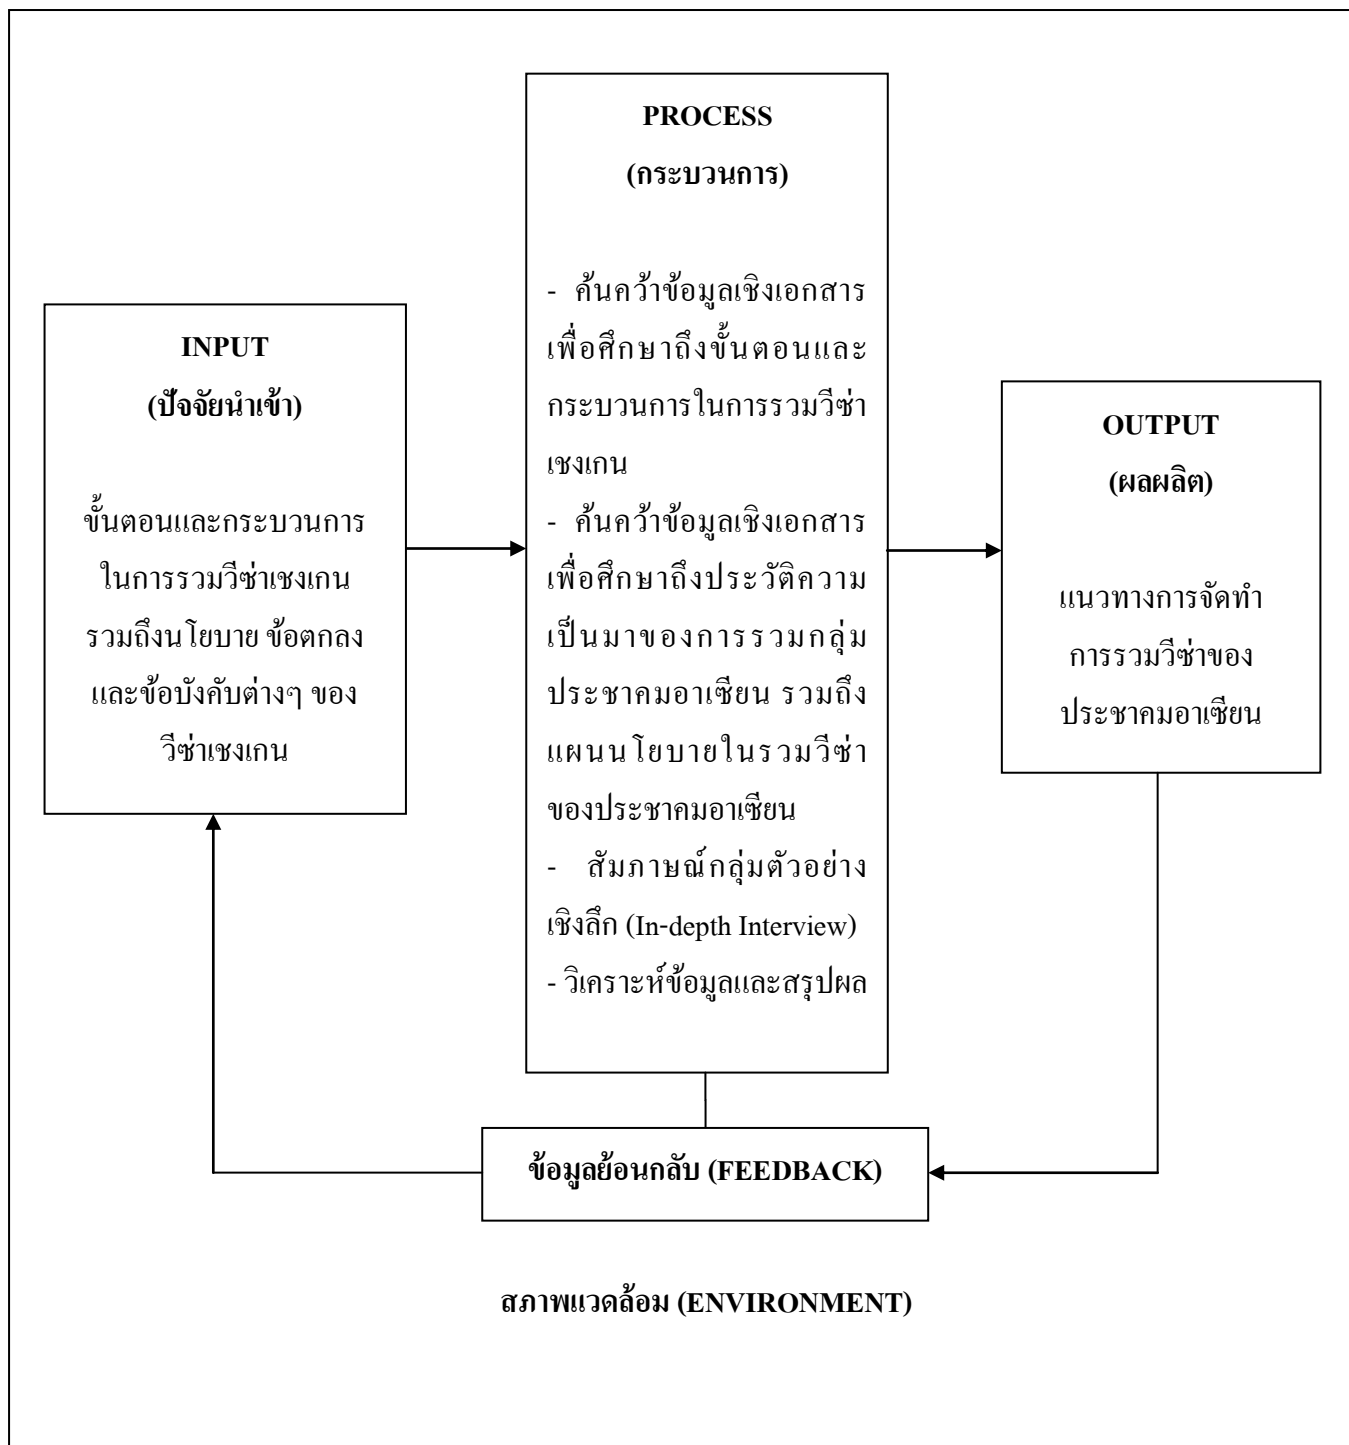 INPUT
(ปัจจัยนำเข้า)
ขั้นตอนและกระบวนการ
ในการรวมวีซ่าเชงเกน
รวมถึงนโยบาย ข้อตกลง
และข้อบังคับต่างๆ ของ
วีซ่าเชงเกน
PROCESS
(กระบวนการ)
- ค้นคว้าข้อมูลเชิงเอกสาร
เพื่อศึกษาถึงขั้นตอนและ
กระบวนการในการรวมวีซ่า
เชงเกน
- ค้นคว้าข้อมูลเชิงเอกสาร
เพื่อศึกษาถึงประวัติความ
เป็นมาของการรวมกลุ่ม
ประชาคมอาเซียน รวมถึง
แผนนโยบายในรวมวีซ่า
ของประชาคมอาเซียน
- สัมภาษณ์กลุ่มตัวอย่าง
เชิงลึก (In-depth Interview)
- วิเคราะห์ข้อมูลและสรุปผล
OUTPUT
(ผลผลิต)
แนวทางการจัดทำ
การรวมวีซ่าของ
ประชาคมอาเซียน
ข้อมูลย้อนกลับ (FEEDBACK)
สภาพแวดล้อม (ENVIRONMENT)